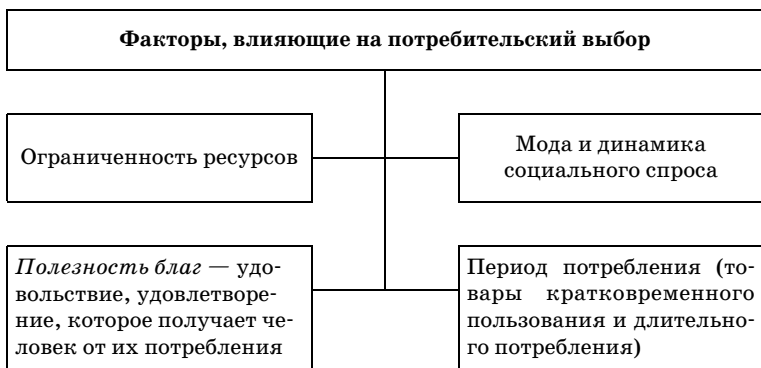 Факторы, влияющие на потребительский выбор
Ограниченность ресурсов
Мода и динамика
социального спроса
Полезность благ — удо-
вольствие, удовлетворе-
ние, которое получает че-
ловек от их потребления
Период потребления (то-
вары кратковременного
пользования и длительно-
го потребления)